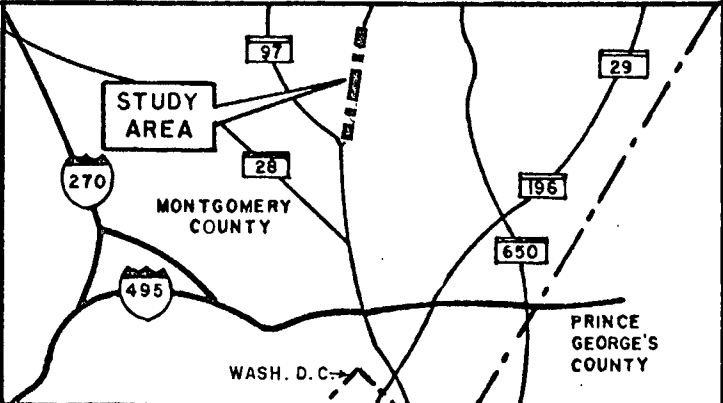 97
29
STUDY
AREA
270
28
196
MONTGOMERY
COUNTY
650
495
PRINCE
GEORGE'S
COUNTY
WASH. D.C.